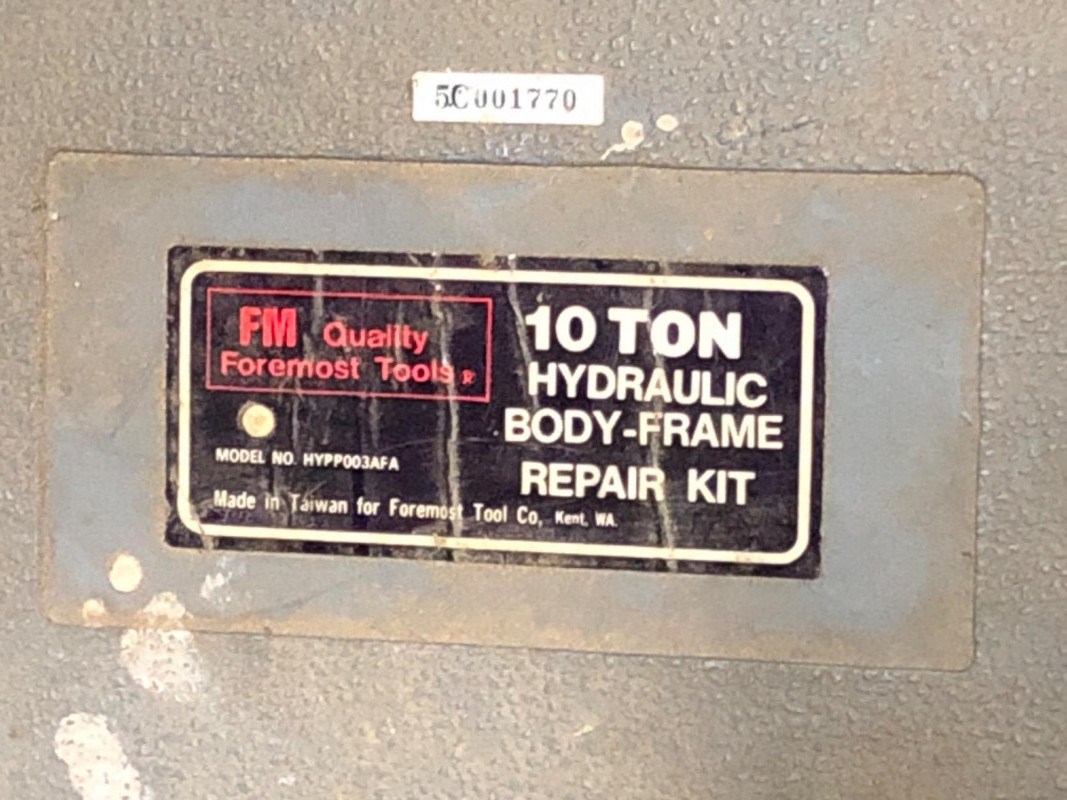 5C001770
FM Quality
Foremost Tools ®
10 TON
HYDRAULIC
BODY-FRAME
REPAIR KIT
MODEL NO. HYPP003AFA
Made in Taiwan for Foremost Tool Co, Kent, WA.